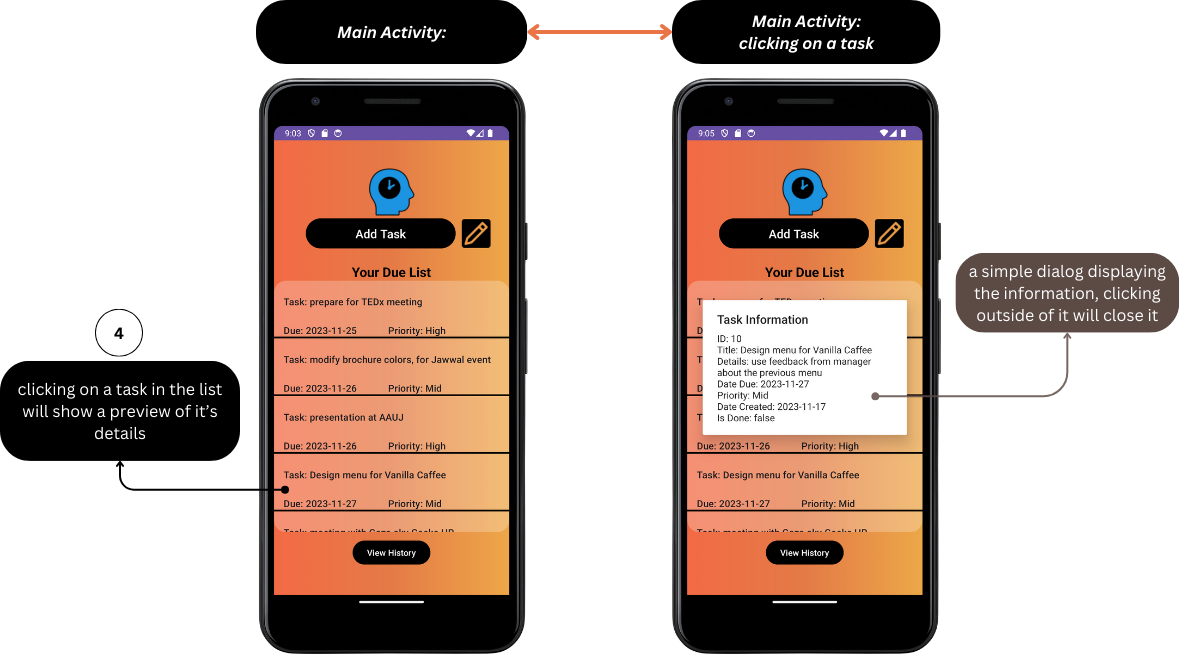 Main Activity:
Main Activity:
clicking on a task
9:03
Add Task
Your Due List
Task: prepare for TEDx meeting
Due: 2023-11-25 Priority: High
Task: modify brochure colors, for Jawwal event
Due: 2023-11-26 Priority: Mid
Task: presentation at AAUJ
Due: 2023-11-26 Priority: High
Task: Design menu for Vanilla Caffee
Due: 2023-11-27 Priority: Mid
View History
4
clicking on a task in the list
will show a preview of it's
details
9:05
Add Task
Your Due List
Task Information
ID: 10
Title: Design menu for Vanilla Caffee
Details: use feedback from manager
about the previous menu
Date Due: 2023-11-27
Priority: Mid
Date Created: 2023-11-17
Is Done: false
Due: 2023-11-26 Priority: High
Task: Design menu for Vanilla Caffee
Due: 2023-11-27 Priority: Mid
View History
a simple dialog displaying
the information, clicking
outside of it will close it